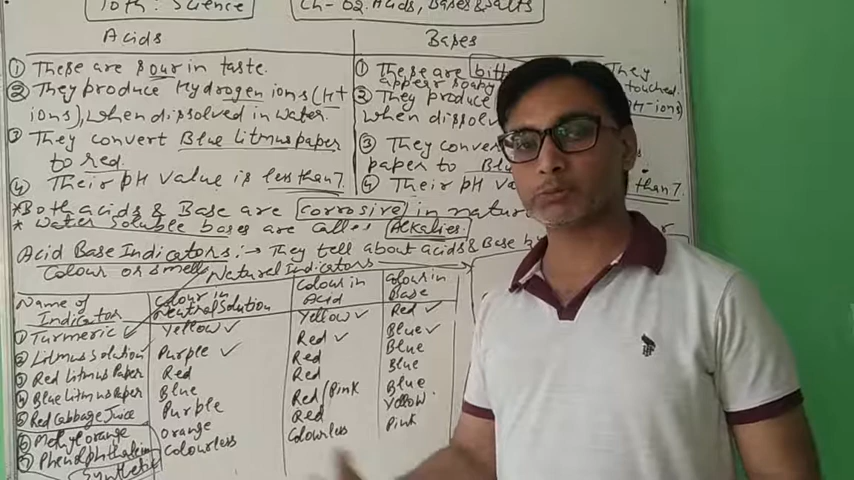 10th: Science
Ch-02. Acids, Bases & Salts
Acids
Bases
① These are sour in taste.
② They produce Hydrogen ions (H+
ions), when dissolved in water.
③ They convert Blue Litmus paper
to red.
④ Their pH value is less than 7.
① These are bitt They
appear soapy touched.
② They produce H-ions)
when dissol
③ They conver
paper to Blu
④ Their pH than 7.
*Both acids & Base are corrosive in natur
* Water Soluble bases are called Alkalies.
Acid Base Indicators:→ They tell about acids & Base b
Colour or smell
Natural Indicators
Name of Indicator
Colour in Neutral Solution
Colour in Acid
Colour in Base
① Turmeric Yellow ✓ Yellow ✓ Red ✓
② Litmus Solution Purple ✓ Red ✓ Blue ✓
③ Red Litmus Paper Red Red Blue
④ Blue Litmus Paper Blue Red Blue
⑤ Red Cabbage Juice Purple Red/Pink Blue
⑥ Methyl Orange Orange Red Yellow
⑦ Phenolphthalein Colourless Colourless Pink
Synthetic